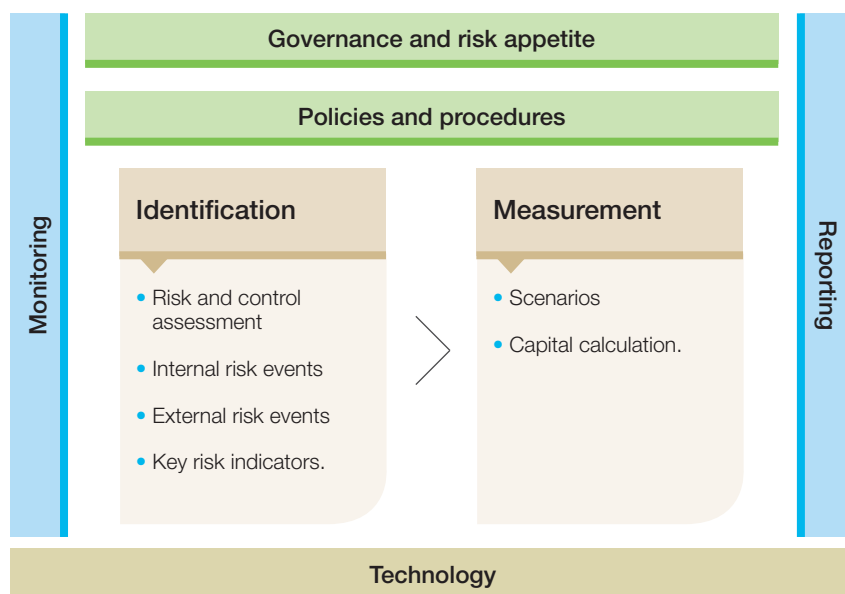 Governance and risk appetite
Policies and procedures
Monitoring
Identification
Risk and control
assessment
Internal risk events
External risk events
Key risk indicators.
Measurement
Scenarios
Capital calculation.
Reporting
Technology